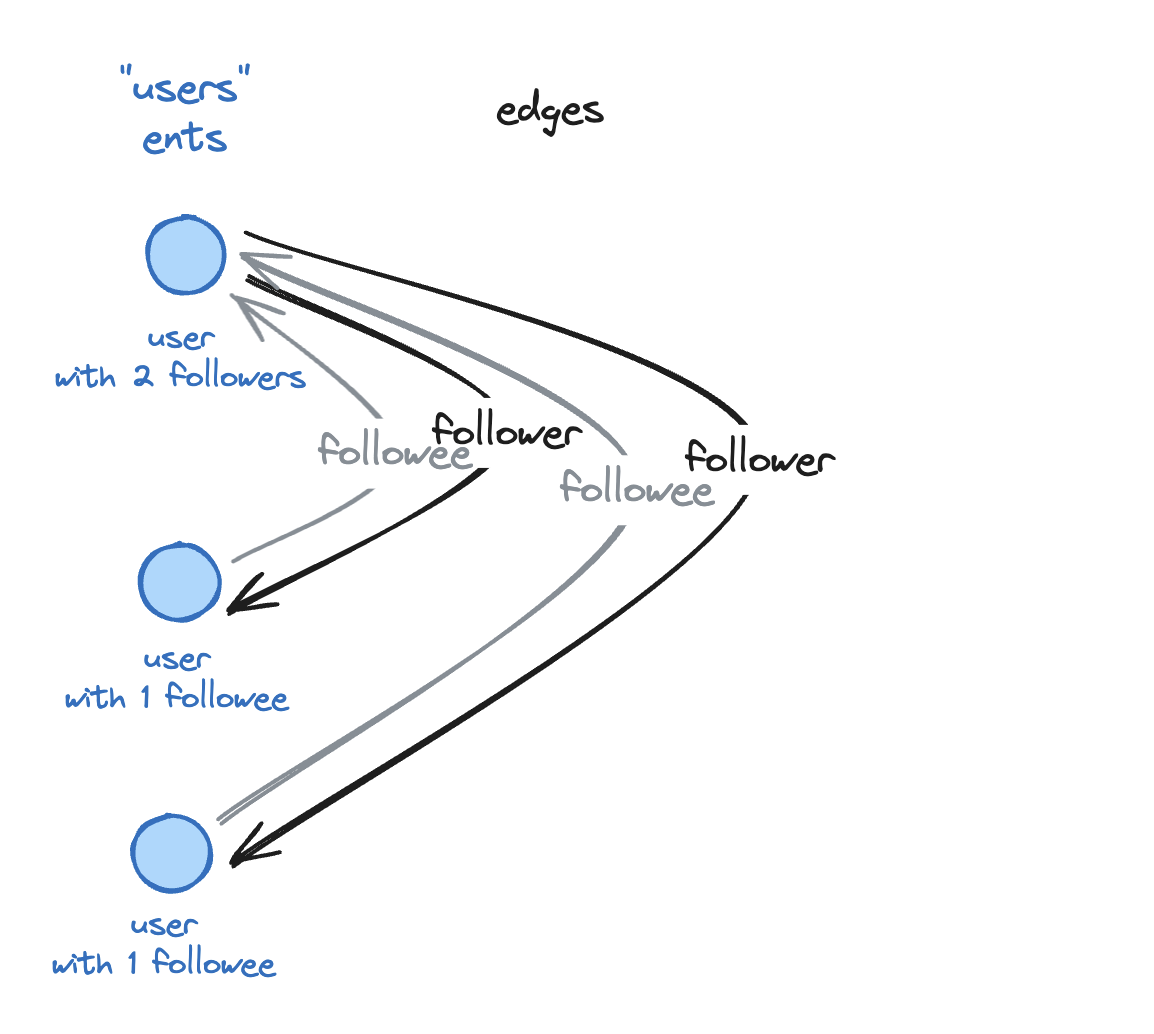 "users"
ents
edges
user
with 2 followers
follower
followee
follower
followee
user
with 1 followee
user
with 1 followee